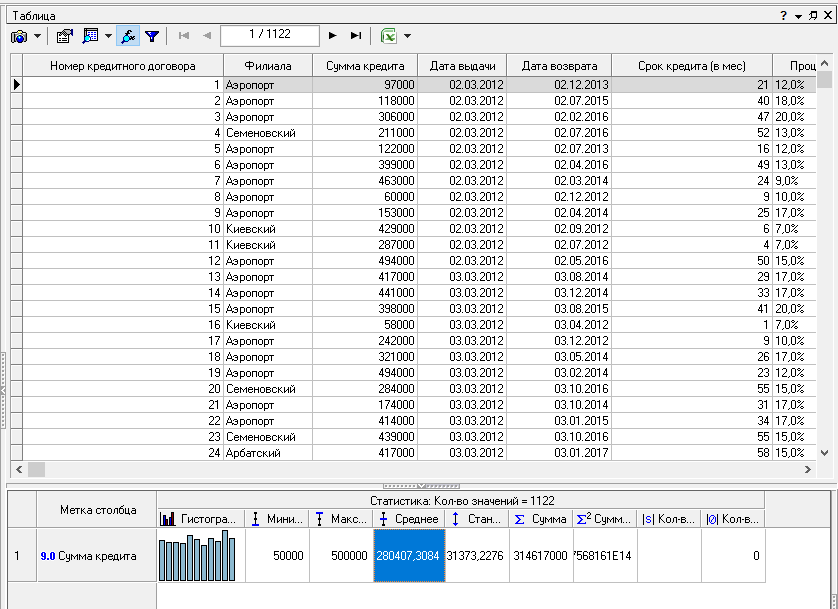 Таблица
1 / 1122
Номер кредитного договора Филиала Сумма кредита Дата выдачи Дата возврата Срок кредита (в мес) Проц
1 Аэропорт 97000 02.03.2012 02.12.2013 21 12,0%
2 Аэропорт 118000 02.03.2012 02.07.2015 40 18,0%
3 Аэропорт 306000 02.03.2012 02.02.2016 47 20,0%
4 Семеновский 211000 02.03.2012 02.07.2016 52 13,0%
5 Аэропорт 122000 02.03.2012 02.07.2013 16 12,0%
6 Аэропорт 399000 02.03.2012 02.04.2016 49 13,0%
7 Аэропорт 463000 02.03.2012 02.03.2014 24 9,0%
8 Аэропорт 60000 02.03.2012 02.12.2012 9 10,0%
9 Аэропорт 153000 02.03.2012 02.04.2014 25 17,0%
10 Киевский 429000 02.03.2012 02.09.2012 6 7,0%
11 Киевский 287000 02.03.2012 02.07.2012 4 7,0%
12 Аэропорт 494000 02.03.2012 02.05.2016 50 15,0%
13 Аэропорт 417000 03.03.2012 03.08.2014 29 17,0%
14 Аэропорт 441000 03.03.2012 03.12.2014 33 17,0%
15 Аэропорт 398000 03.03.2012 03.08.2015 41 20,0%
16 Киевский 58000 03.03.2012 03.04.2012 1 7,0%
17 Аэропорт 242000 03.03.2012 03.12.2012 9 10,0%
18 Аэропорт 321000 03.03.2012 03.05.2014 26 17,0%
19 Аэропорт 494000 03.03.2012 03.02.2014 23 12,0%
20 Семеновский 284000 03.03.2012 03.10.2016 55 15,0%
21 Аэропорт 174000 03.03.2012 03.10.2014 31 17,0%
22 Аэропорт 414000 03.03.2012 03.01.2015 34 17,0%
23 Семеновский 439000 03.03.2012 03.10.2016 55 15,0%
24 Арбатский 417000 03.03.2012 03.01.2017 58 15,0%
Метка столбца Статистика: Кол-во значений = 1122
Гистогра... Мини... Макс... Среднее Стан... Σ Сумма Σ² Сумм... |S| Кол-в... |Ø| Кол-в...
1 9.0 Сумма кредита 50000 500000 280407,3084 31373,2276 314617000 568161E14 0